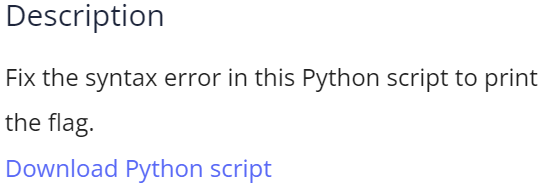 Description
Fix the syntax error in this Python script to print
the flag.
Download Python script